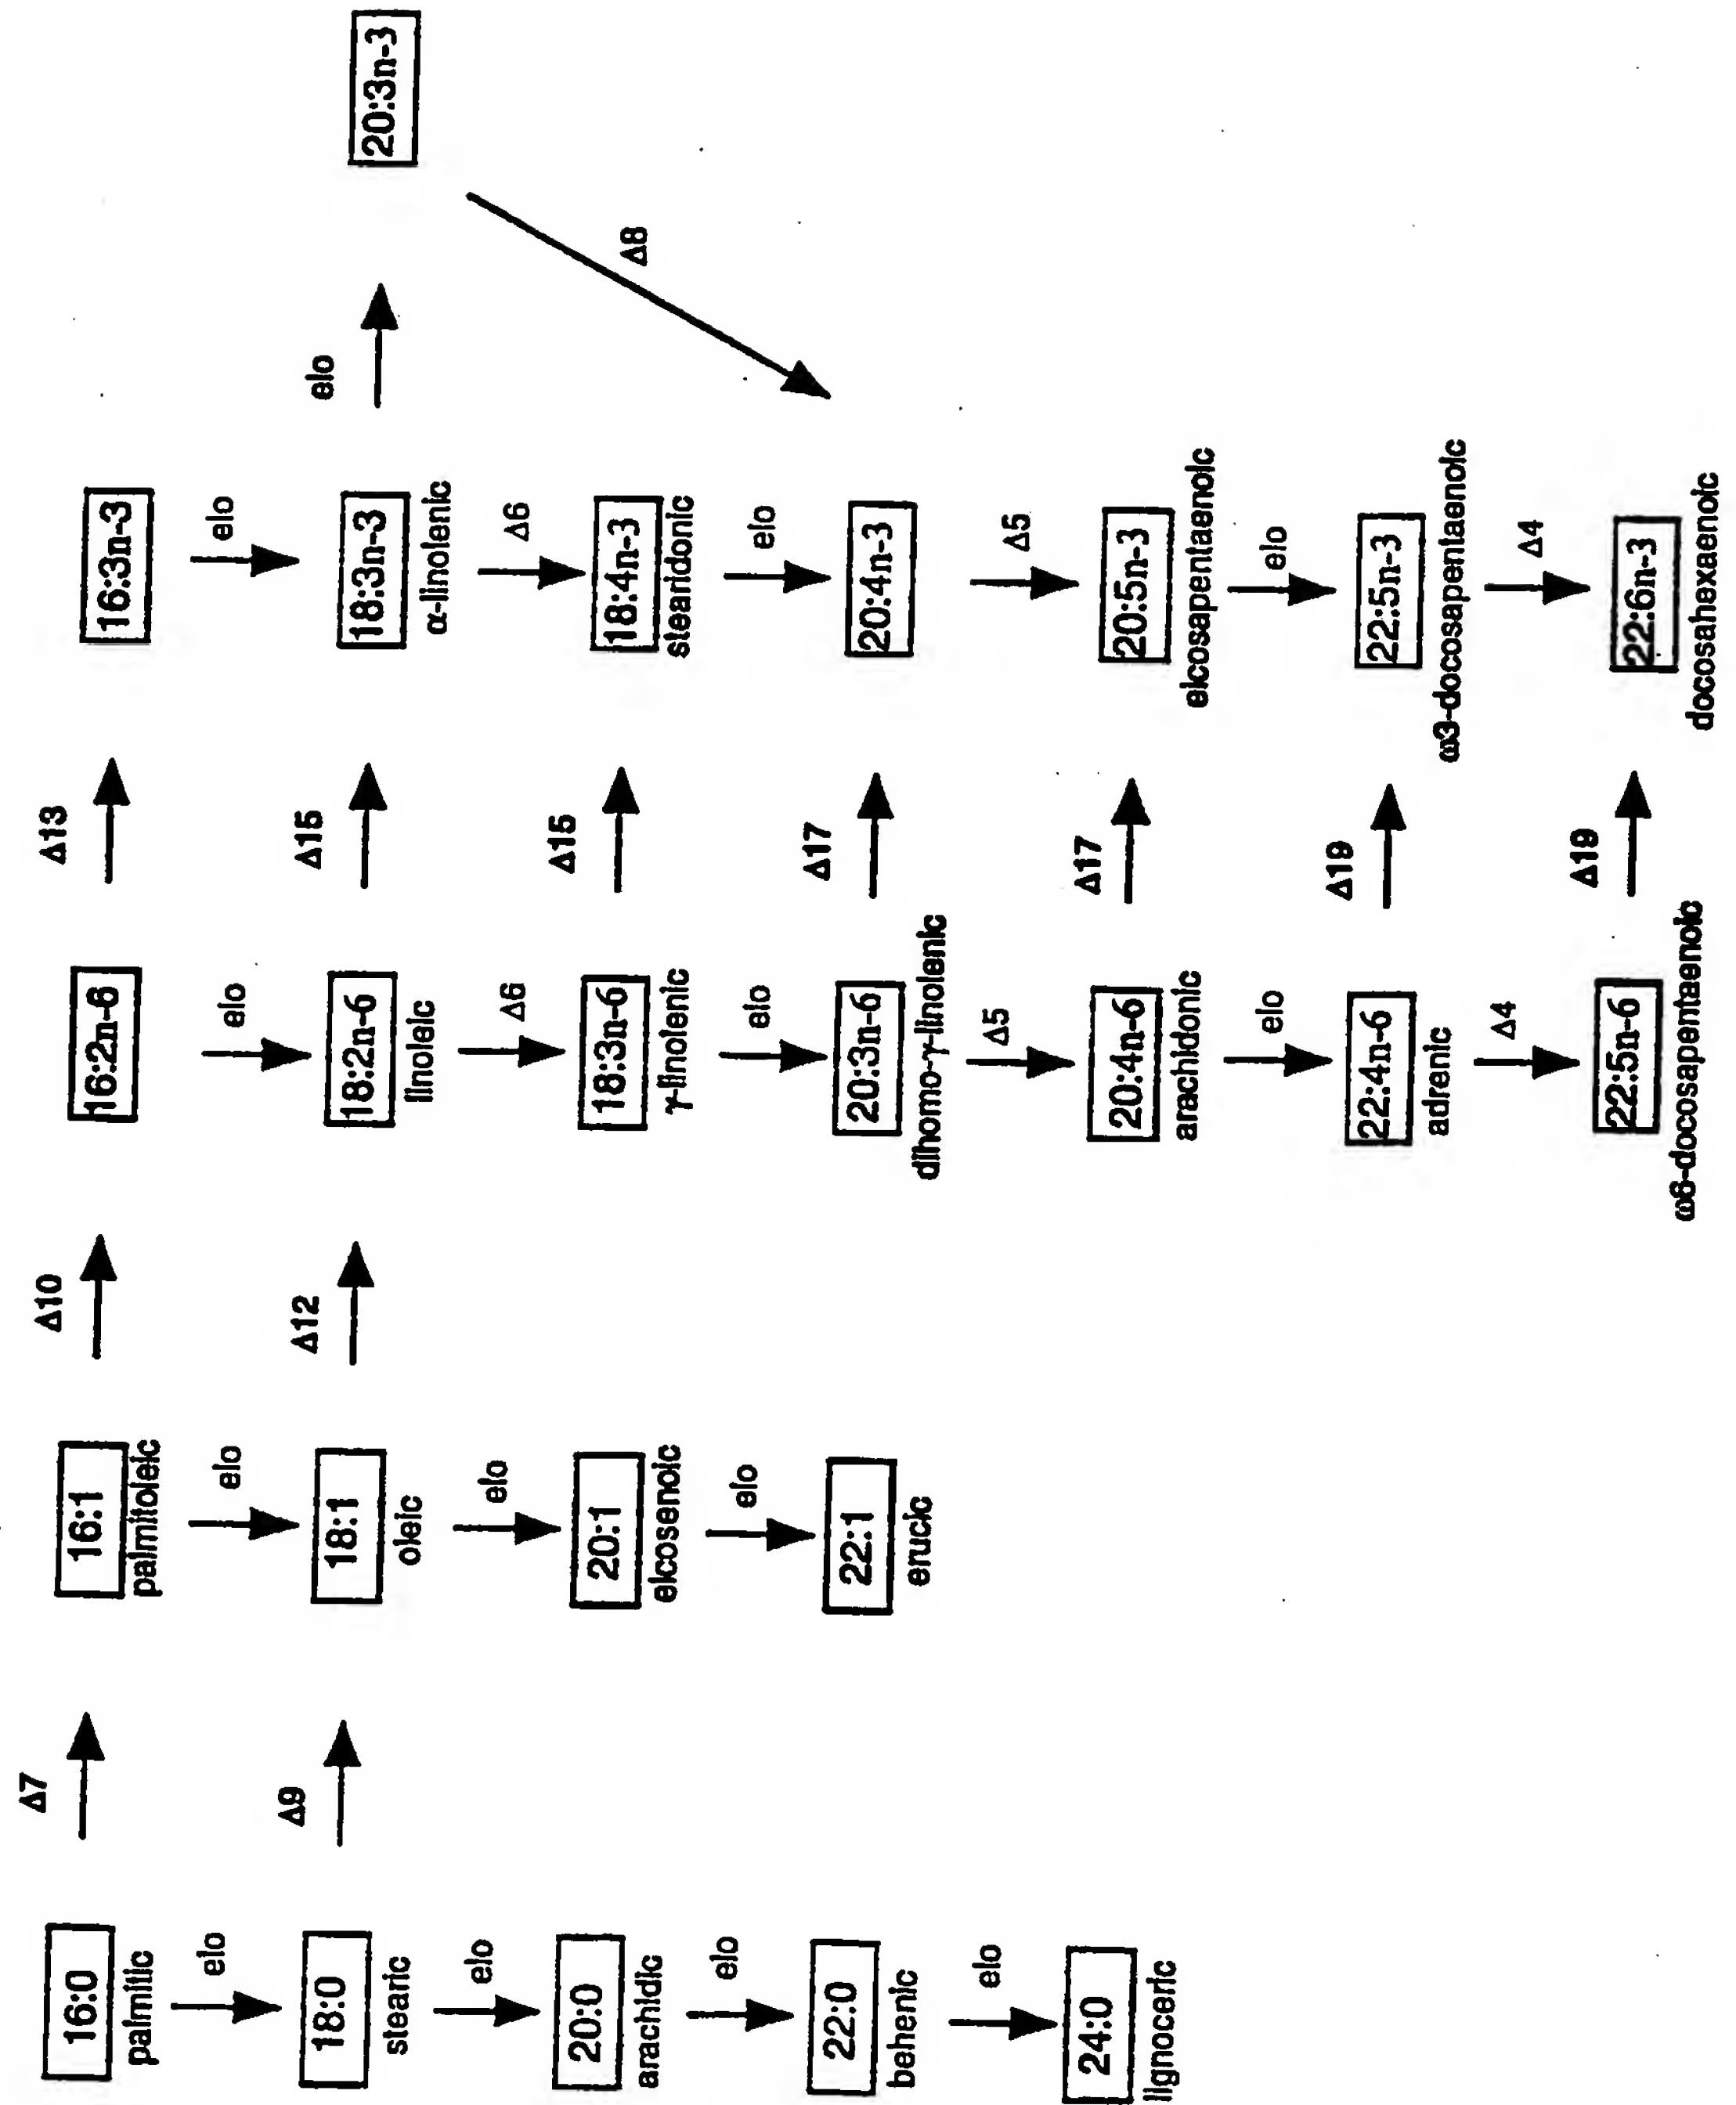 Δ7
Δ10
Δ13
16:0
16:1
16:2n-6
16:3n-3
palmitic
palmitoleic
elo
elo
elo
elo
elo
Δ9
Δ12
Δ15
18:0
18:1
18:2n-6
18:3n-3
20:3n-3
stearic
oleic
linoleic
α-linolenic
elo
elo
Δ6
Δ6
Δ15
20:0
20:1
18:3n-6
18:4n-3
Δ8
arachidic
eicosenoic
γ-linolenic
stearidonic
elo
elo
elo
elo
Δ17
22:0
22:1
20:3n-6
20:4n-3
behenic
erucic
dihomo-γ-linolenic
elo
Δ5
Δ5
Δ17
24:0
20:4n-6
20:5n-3
lignoceric
arachidonic
eicosapentaenoic
elo
elo
Δ19
22:4n-6
22:5n-3
adrenic
ω3-docosapentaenoic
Δ4
Δ4
Δ19
22:5n-6
22:6n-3
ω6-docosapentaenoic
docosahexaenoic